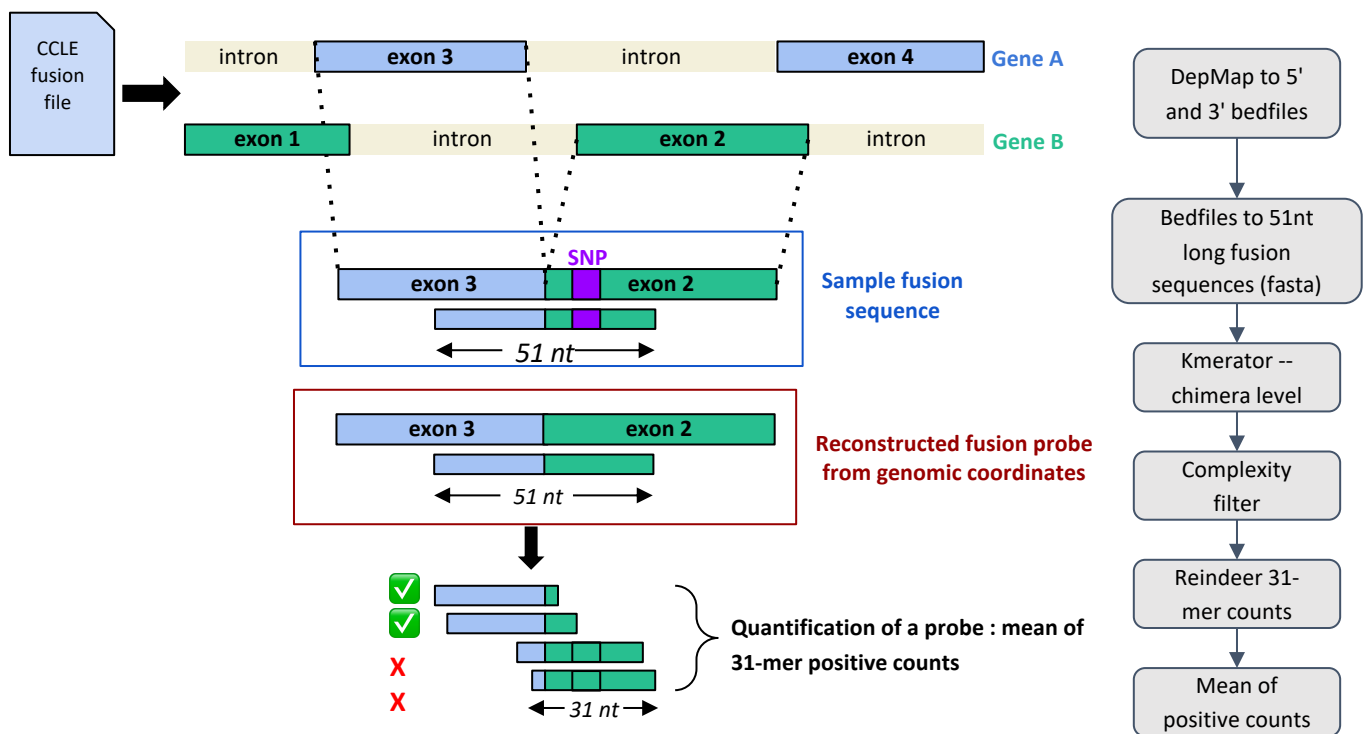 CCLE
fusion
file
intron
exon 3
intron
exon 4
Gene A
exon 1
intron
exon 2
intron
Gene B
SNP
exon 3
exon 2
51 nt
Sample fusion
sequence
exon 3
exon 2
51 nt
Reconstructed fusion probe
from genomic coordinates
X
X
31 nt
Quantification of a probe : mean of
31-mer positive counts
DepMap to 5'
and 3' bedfiles
Bedfiles to 51nt
long fusion
sequences (fasta)
Kmerator --
chimera level
Complexity
filter
Reindeer 31-
mer counts
Mean of
positive counts